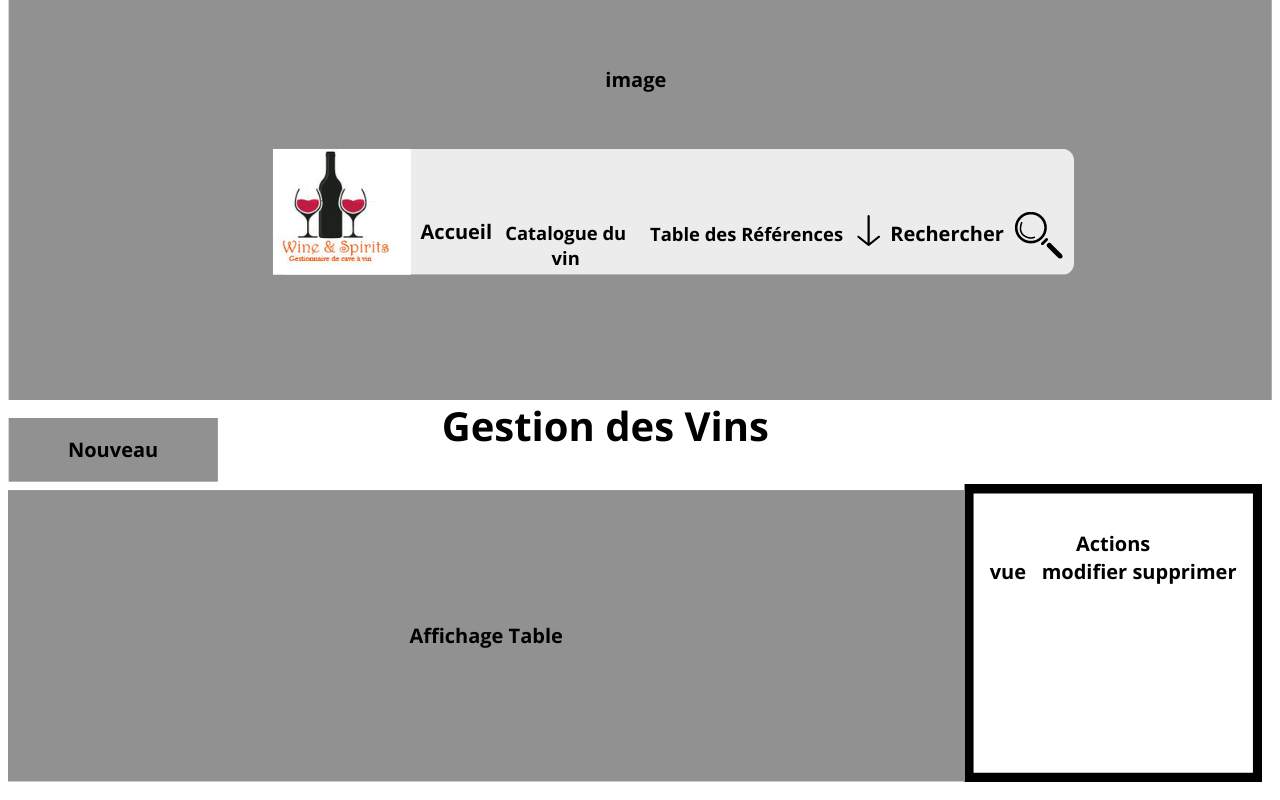 image
Wine & Spirits
Gestionnaire de cave à vin
Accueil
Catalogue du
vin
Table des Références
Rechercher
Gestion des Vins
Nouveau
Actions
vue modifier supprimer
Affichage Table